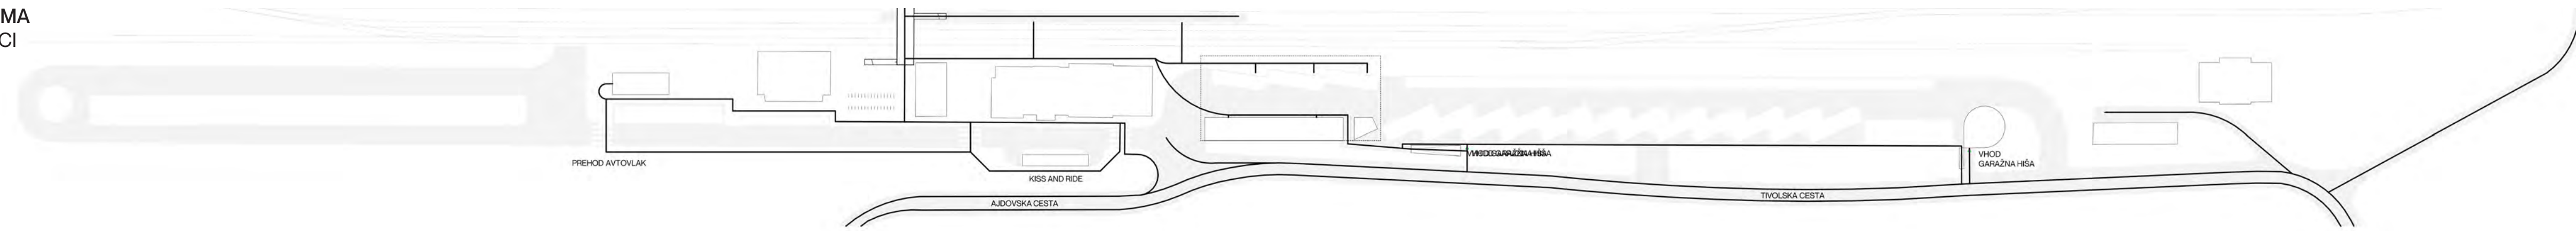 MA
CI
PREHOD AVTOVLAK
KISS AND RIDE
AJDOVSKA CESTA
TIVOLSKA CESTA
VHOD
GARAŽNA HIŠA